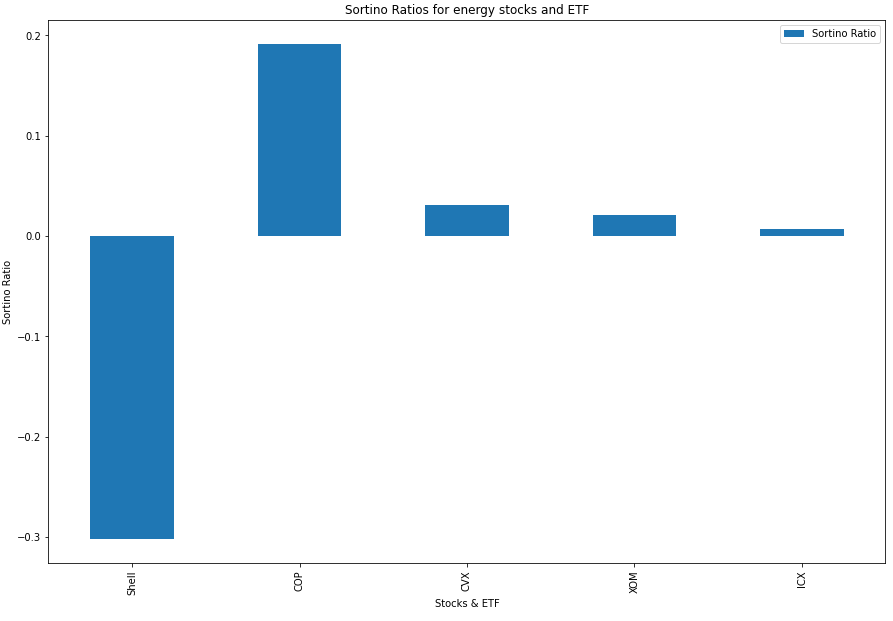 Sortino Ratios for energy stocks and ETF
Sortino Ratio
0.2
0.1
0.0
−0.1
−0.2
−0.3
Sortino Ratio
Shell
COP
CVX
XOM
ICX
Stocks & ETF